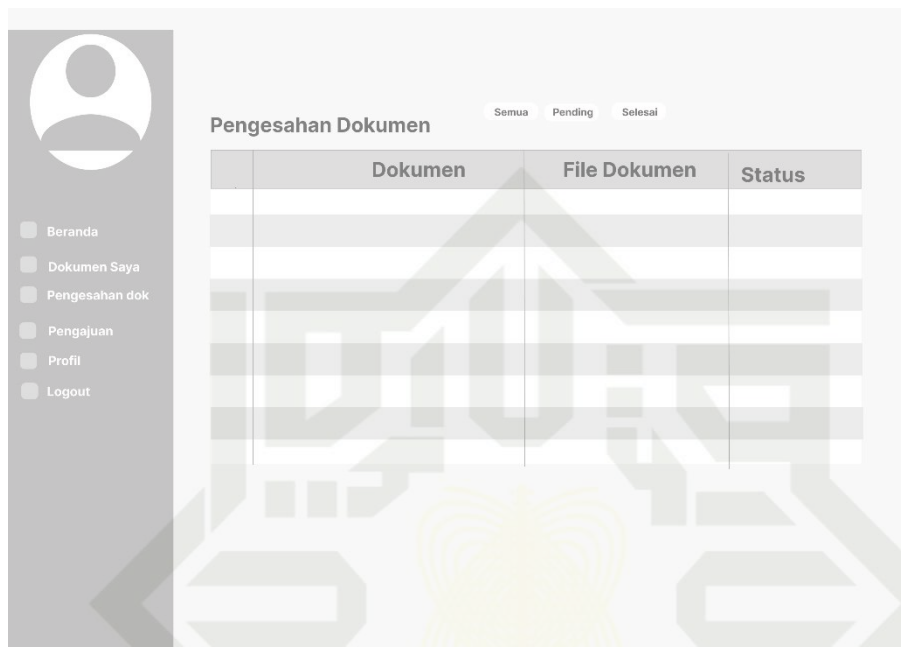 Beranda
Dokumen Saya
Pengesahan dok
Pengajuan
Profil
Logout
Semua Pending Selesai
Pengesahan Dokumen
Dokumen File Dokumen Status